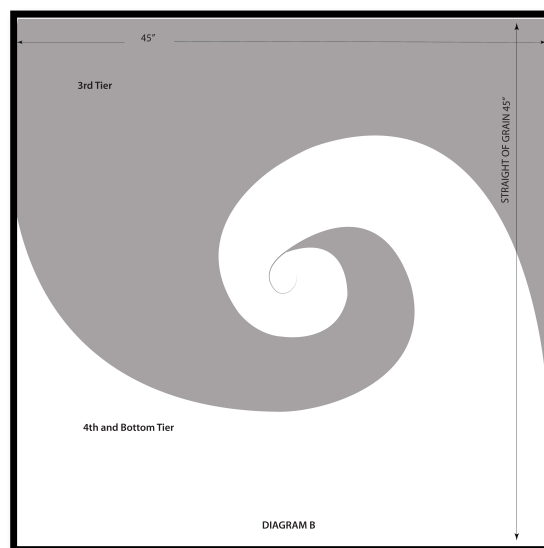 45”
3rd Tier
STRAIGHT OF GRAIN 45”
4th and Bottom Tier
DIAGRAM B